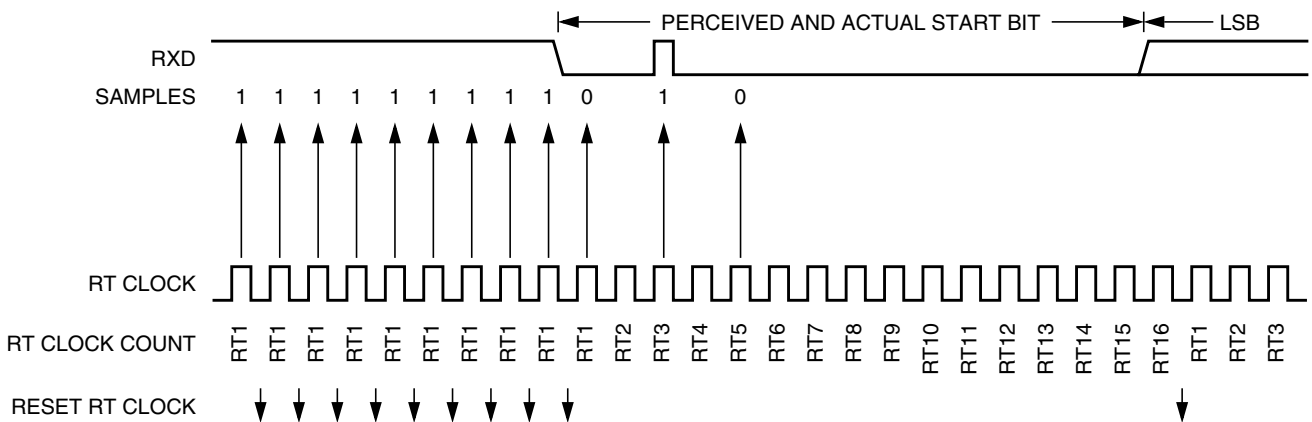 PERCEIVED AND ACTUAL START BIT LSB
RXD
SAMPLES 1 1 1 1 1 1 1 1 1 0 1 0
RT CLOCK
RT CLOCK COUNT RT1 RT1 RT1 RT1 RT1 RT1 RT1 RT1 RT1 RT1 RT2 RT3 RT4 RT5 RT6 RT7 RT8 RT9 RT10 RT11 RT12 RT13 RT14 RT15 RT16 RT1 RT2 RT3
RESET RT CLOCK